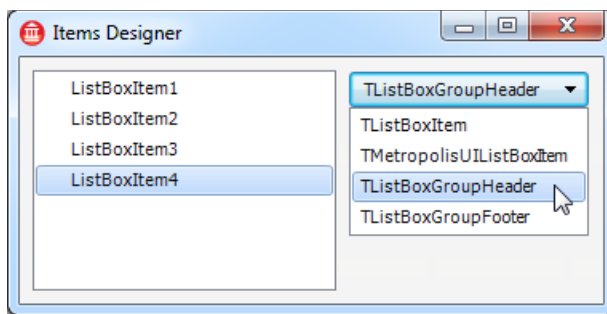 Items Designer
ListBoxItem1
ListBoxItem2
ListBoxItem3
ListBoxItem4
TListBoxGroupHeader
TListBoxItem
TMetropolisUIListBoxItem
TListBoxGroupHeader
TListBoxGroupFooter